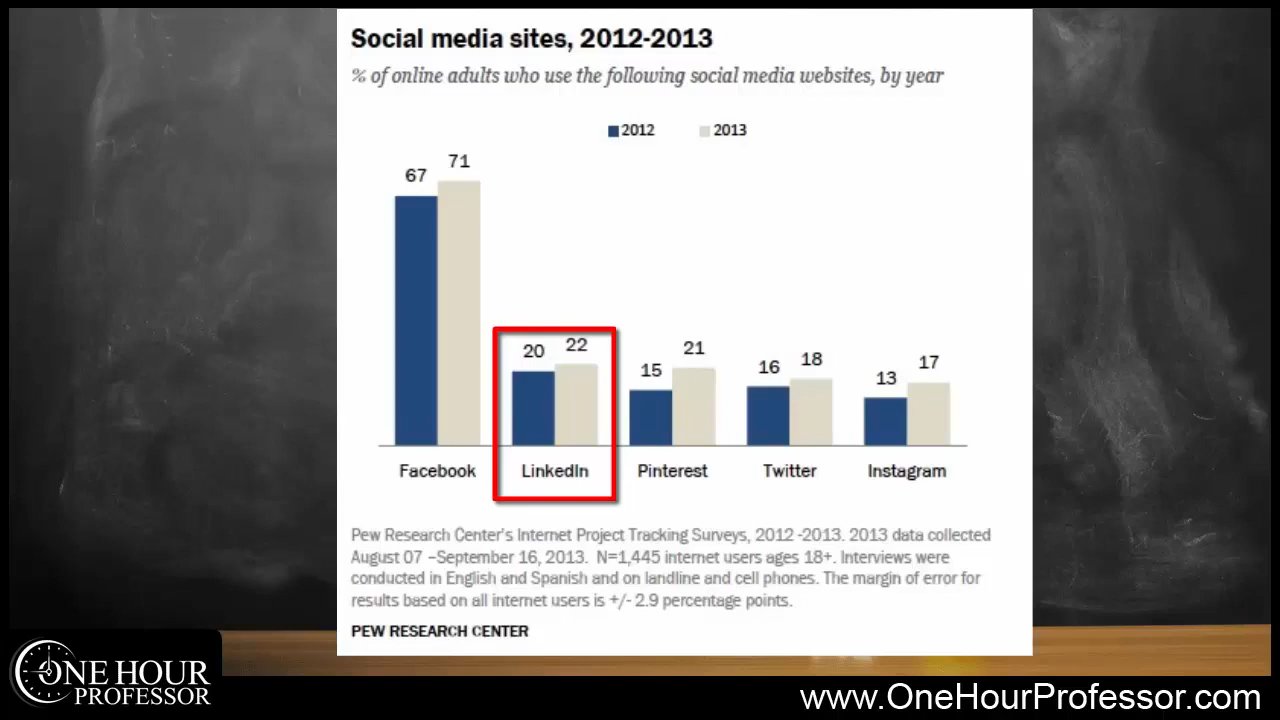 Social media sites, 2012-2013
% of online adults who use the following social media websites, by year
2012 2013
67 71
20 22
15 21
16 18
13 17
Facebook LinkedIn Pinterest Twitter Instagram
Pew Research Center's Internet Project Tracking Surveys, 2012 -2013. 2013 data collected
August 07 –September 16, 2013. N=1,445 internet users ages 18+. Interviews were
conducted in English and Spanish and on landline and cell phones. The margin of error for
results based on all internet users is +/- 2.9 percentage points.
PEW RESEARCH CENTER
ONE HOUR
PROFESSOR
www.OneHourProfessor.com